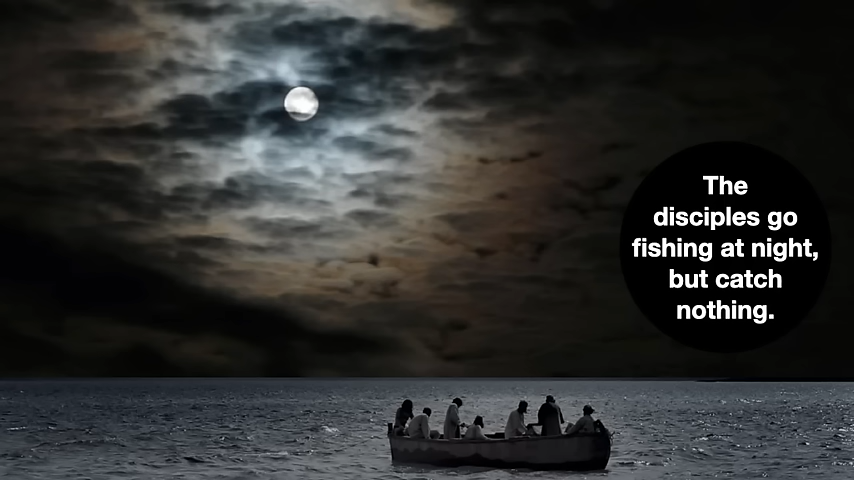 The
disciples go
fishing at night,
but catch
nothing.